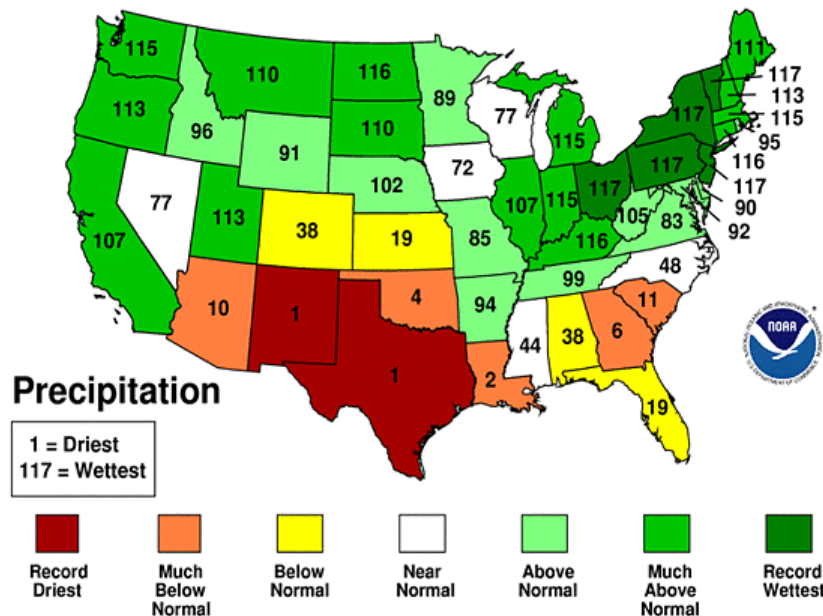 115
110
116
89
77
111
117
113
115
95
116
117
90
92
113
96
91
110
72
115
117
117
77
113
38
102
19
85
107
115
117
116
105
83
107
10
1
4
94
99
48
1
2
44
38
6
11
19
NOAA
Precipitation
1 = Driest
117 = Wettest
Record
Driest
Much
Below
Normal
Below
Normal
Near
Normal
Above
Normal
Much
Above
Normal
Record
Wettest